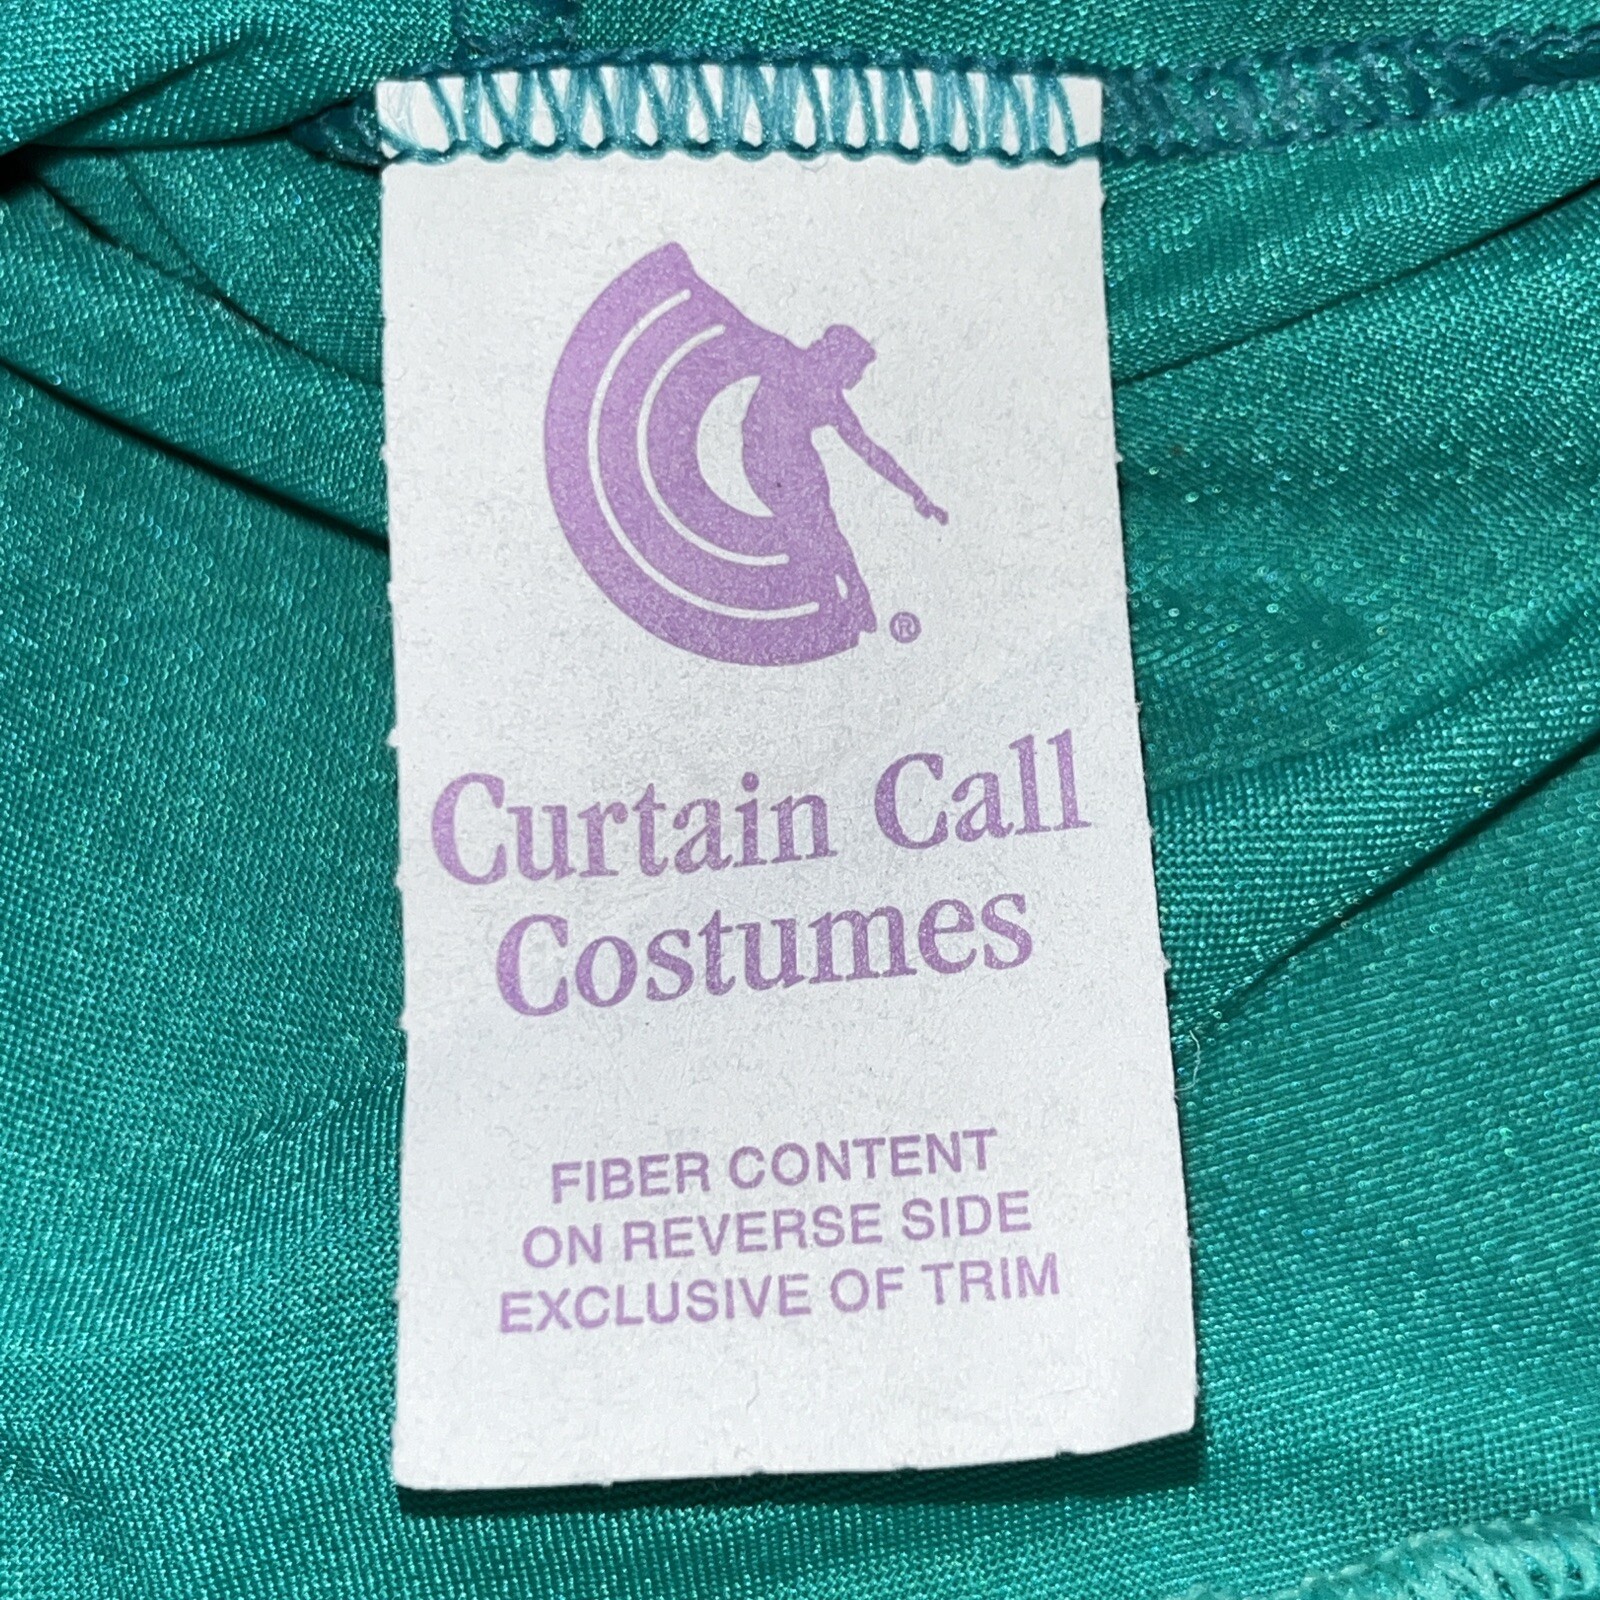 ®
Curtain Call
Costumes
FIBER CONTENT
ON REVERSE SIDE
EXCLUSIVE OF TRIM